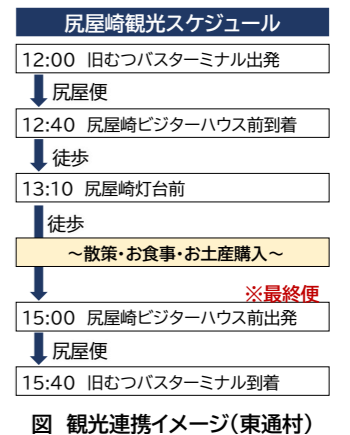 尻屋崎観光スケジュール
12:00 旧むつバスターミナル出発
尻屋便
12:40 尻屋崎ビジターハウス前到着
徒歩
13:10 尻屋崎灯台前
徒歩
～散策・お食事・お土産購入～
※最終便
15:00 尻屋崎ビジターハウス前出発
尻屋便
15:40 旧むつバスターミナル到着
図 観光連携イメージ(東通村)